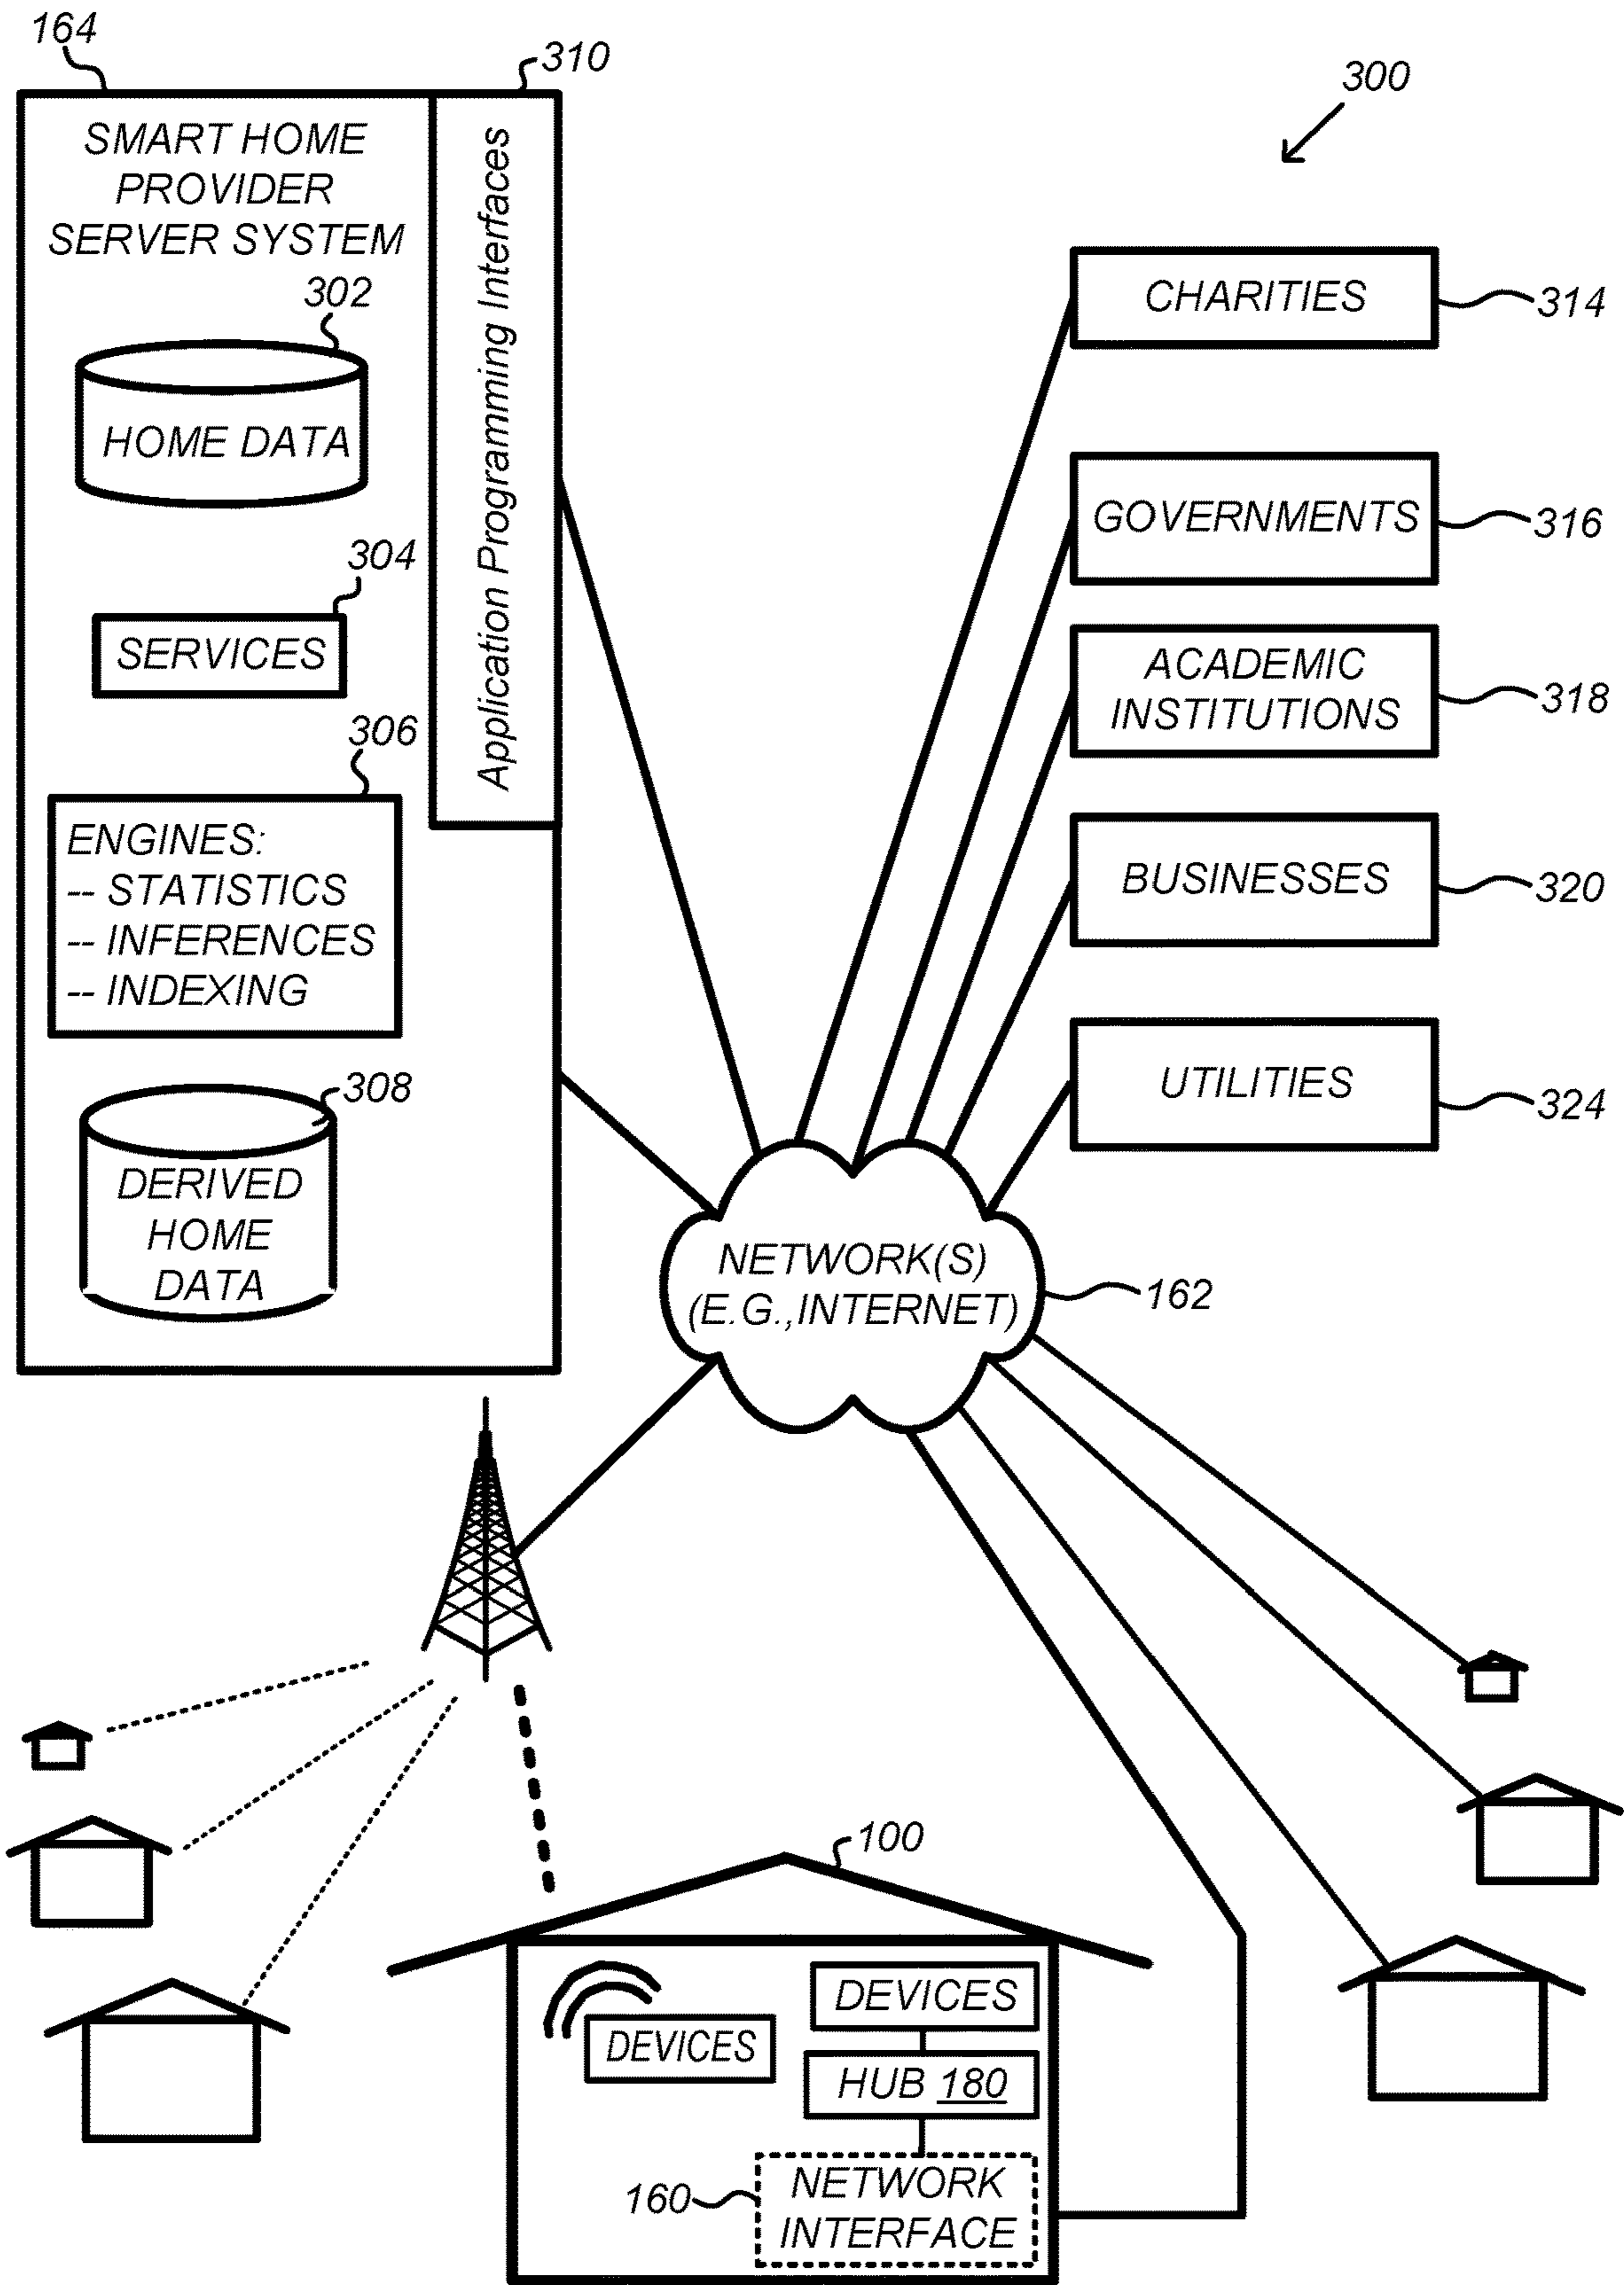 164
310
300
SMART HOME
PROVIDER
SERVER SYSTEM
Application Programming Interfaces
302
HOME DATA
304
SERVICES
306
ENGINES:
-- STATISTICS
-- INFERENCES
-- INDEXING
308
DERIVED
HOME
DATA
CHARITIES
314
GOVERNMENTS
316
ACADEMIC
INSTITUTIONS
318
BUSINESSES
320
UTILITIES
324
NETWORK(S)
(E.G.,INTERNET)
162
100
DEVICES
DEVICES
HUB 180
160
NETWORK
INTERFACE